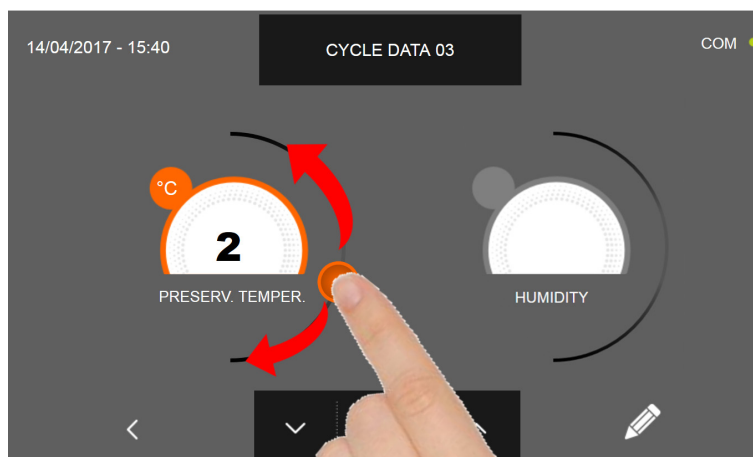 14/04/2017 - 15:40
CYCLE DATA 03
COM
°C
2
PRESERV. TEMPER.
HUMIDITY